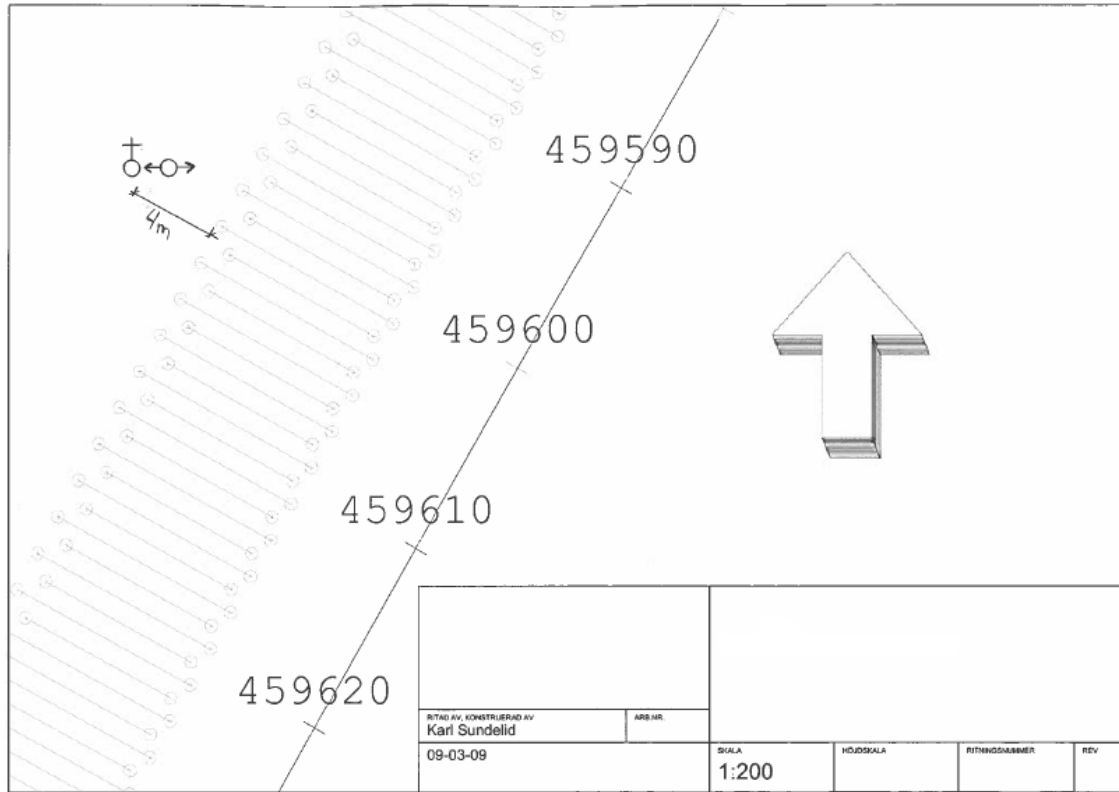 459590
4m
459600
459610
459620
RITAD AV, KONSTRUERAD AV
Karl Sundelid
ARB.NR.
09-03-09
SKALA
1:200
HÖJDSKALA
RITNINGSNUMMER
REV